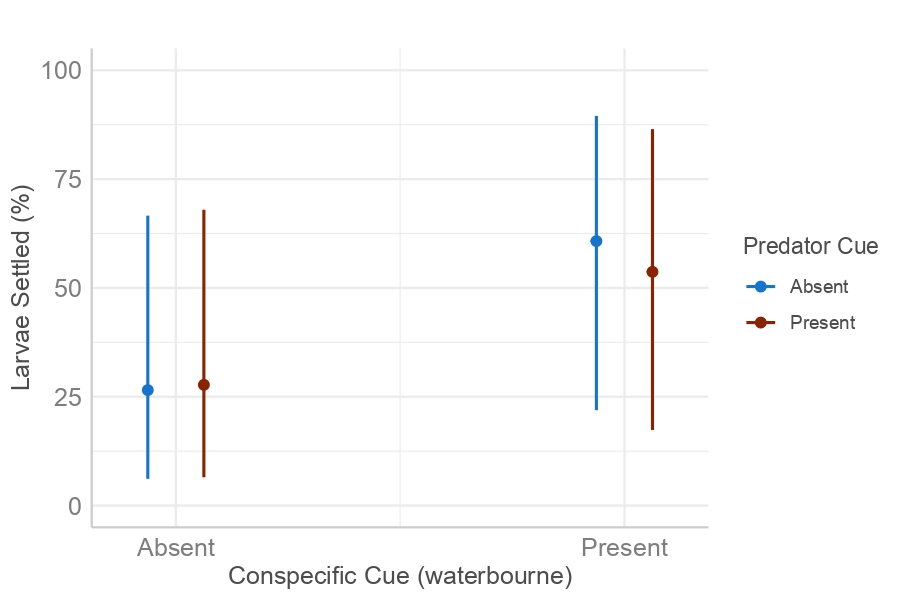 100
75
50
25
0
Larvae Settled (%)
Absent
Present
Conspecific Cue (waterbourne)
Predator Cue
Absent
Present